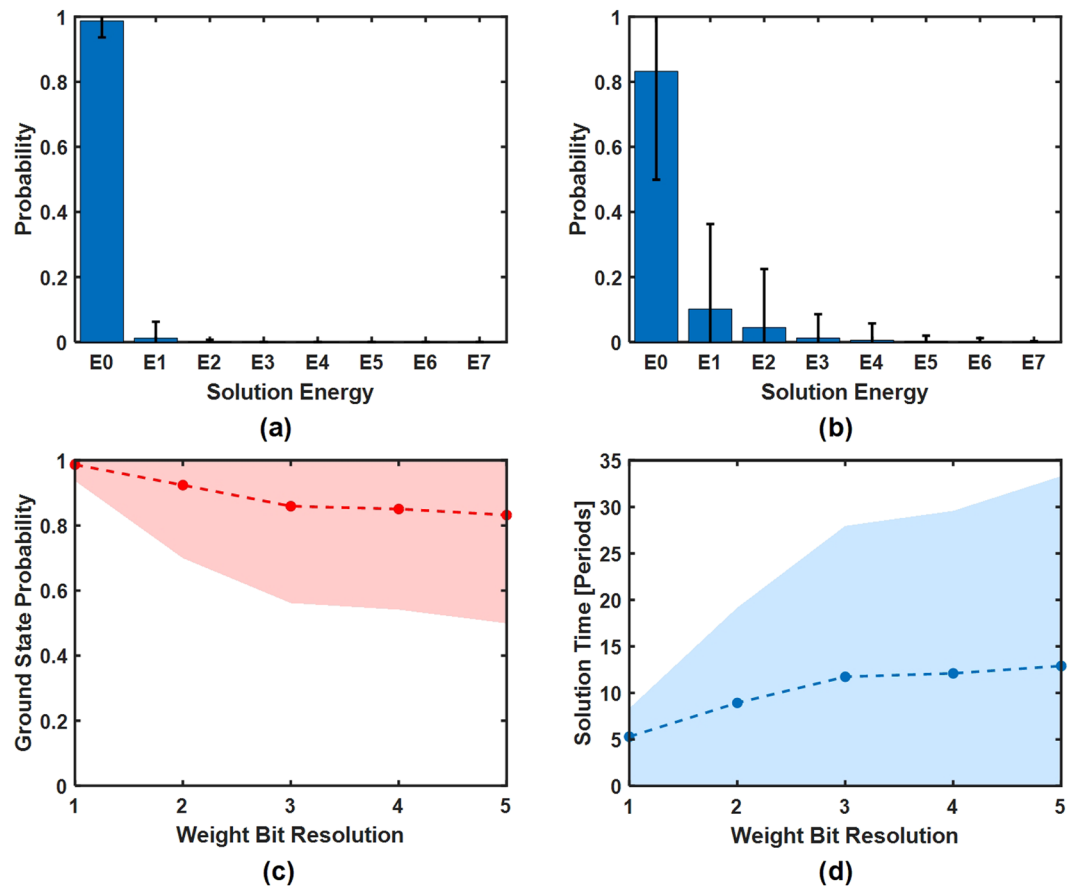 1
0.8
0.6
0.4
0.2
0
Probability
E0 E1 E2 E3 E4 E5 E6 E7
Solution Energy
(a)
1
0.8
0.6
0.4
0.2
0
Probability
E0 E1 E2 E3 E4 E5 E6 E7
Solution Energy
(b)
1
0.8
0.6
0.4
0.2
0
Ground State Probability
1 2 3 4 5
Weight Bit Resolution
(c)
35
30
25
20
15
10
5
0
Solution Time [Periods]
1 2 3 4 5
Weight Bit Resolution
(d)